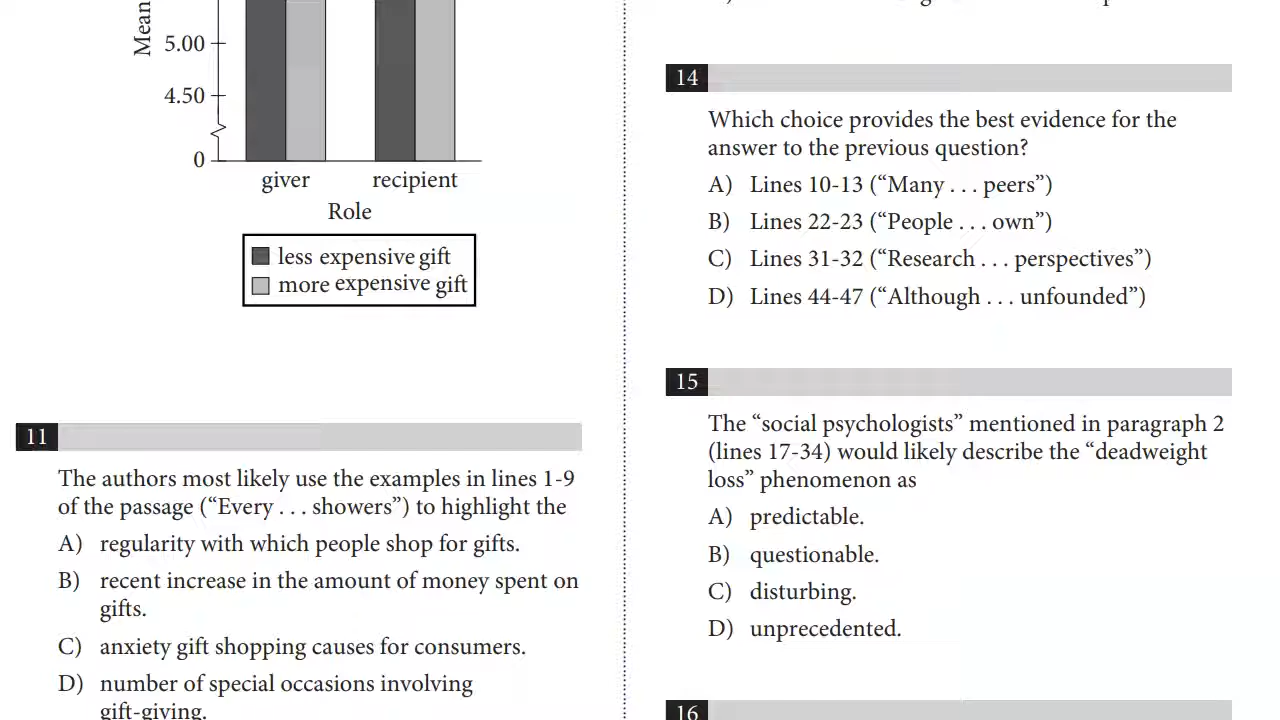 Mean
5.00
4.50
0
giver recipient
Role
less expensive gift
more expensive gift
11
The authors most likely use the examples in lines 1-9
of the passage (“Every . . . showers”) to highlight the
A) regularity with which people shop for gifts.
B) recent increase in the amount of money spent on
gifts.
C) anxiety gift shopping causes for consumers.
D) number of special occasions involving
gift-giving.
14
Which choice provides the best evidence for the
answer to the previous question?
A) Lines 10-13 (“Many . . . peers”)
B) Lines 22-23 (“People . . . own”)
C) Lines 31-32 (“Research . . . perspectives”)
D) Lines 44-47 (“Although . . . unfounded”)
15
The “social psychologists” mentioned in paragraph 2
(lines 17-34) would likely describe the “deadweight
loss” phenomenon as
A) predictable.
B) questionable.
C) disturbing.
D) unprecedented.
16